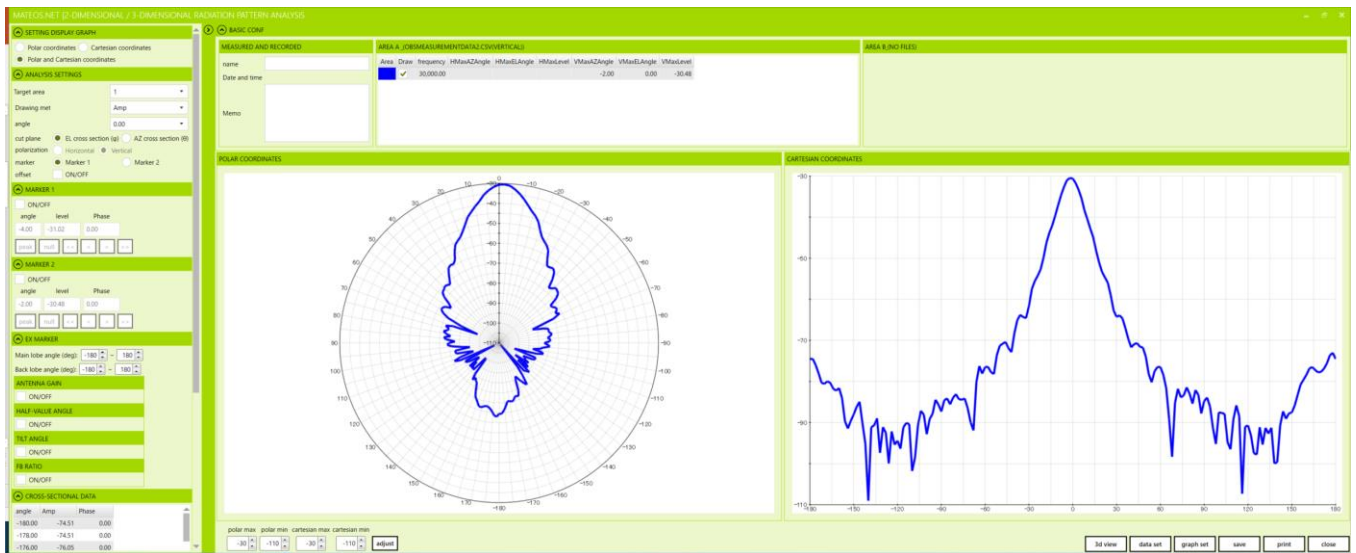 MATEOS.NET [2-DIMENSIONAL / 3-DIMENSIONAL RADIATION PATTERN ANALYSIS
SETTING DISPLAY GRAPH
Polar coordinates Cartesian coordinates
Polar and Cartesian coordinates
ANALYSIS SETTINGS
Target area 1
Drawing met Amp
angle 0.00
cut plane EL cross section (φ) AZ cross section (Θ)
polarization Horizontal Vertical
marker Marker 1 Marker 2
offset ON/OFF
MARKER 1
ON/OFF
angle level Phase
-4.00 -31.02 0.00
peak null
MARKER 2
ON/OFF
angle level Phase
-2.00 -30.48 0.00
peak null
EX MARKER
Main lobe angle (deg): -180 ~ 180
Back lobe angle (deg): -180 ~ 180
ANTENNA GAIN
ON/OFF
HALF-VALUE ANGLE
ON/OFF
TILT ANGLE
ON/OFF
FB RATIO
ON/OFF
CROSS-SECTIONAL DATA
angle Amp Phase
-180.00 -74.51 0.00
-178.00 -74.51 0.00
-176.00 -76.05 0.00
BASIC CONF
MEASURED AND RECORDED
name
Date and time
Memo
AREA A_(OBSMEASUREMENTDATA2.CSV(VERTICAL))
Area Draw frequency HMaxAZAngle HMaxELAngle HMaxLevel VMaxAZAngle VMaxELAngle VMaxLevel
30,000.00 -2.00 0.00 -30.48
AREA B_(NO FILES)
POLAR COORDINATES
CARTESIAN COORDINATES
polar max polar min cartesian max cartesian min
-30 -110 -30 -110 adjust
3d view data set graph set save print close